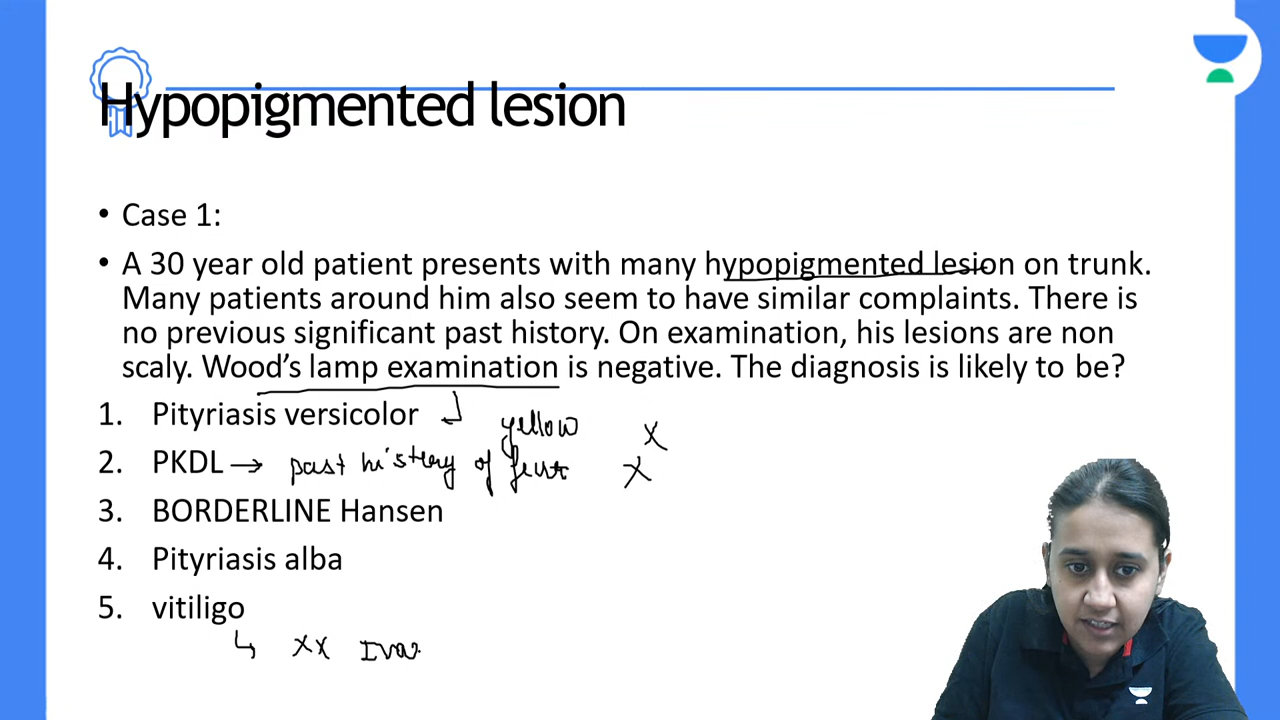 Hypopigmented lesion
• Case 1:
• A 30 year old patient presents with many hypopigmented lesion on trunk.
Many patients around him also seem to have similar complaints. There is
no previous significant past history. On examination, his lesions are non
scaly. Wood's lamp examination is negative. The diagnosis is likely to be?
1. Pityriasis versicolor yellow x
2. PKDL → past history of x
3. BORDERLINE Hansen
4. Pityriasis alba
5. vitiligo
xx